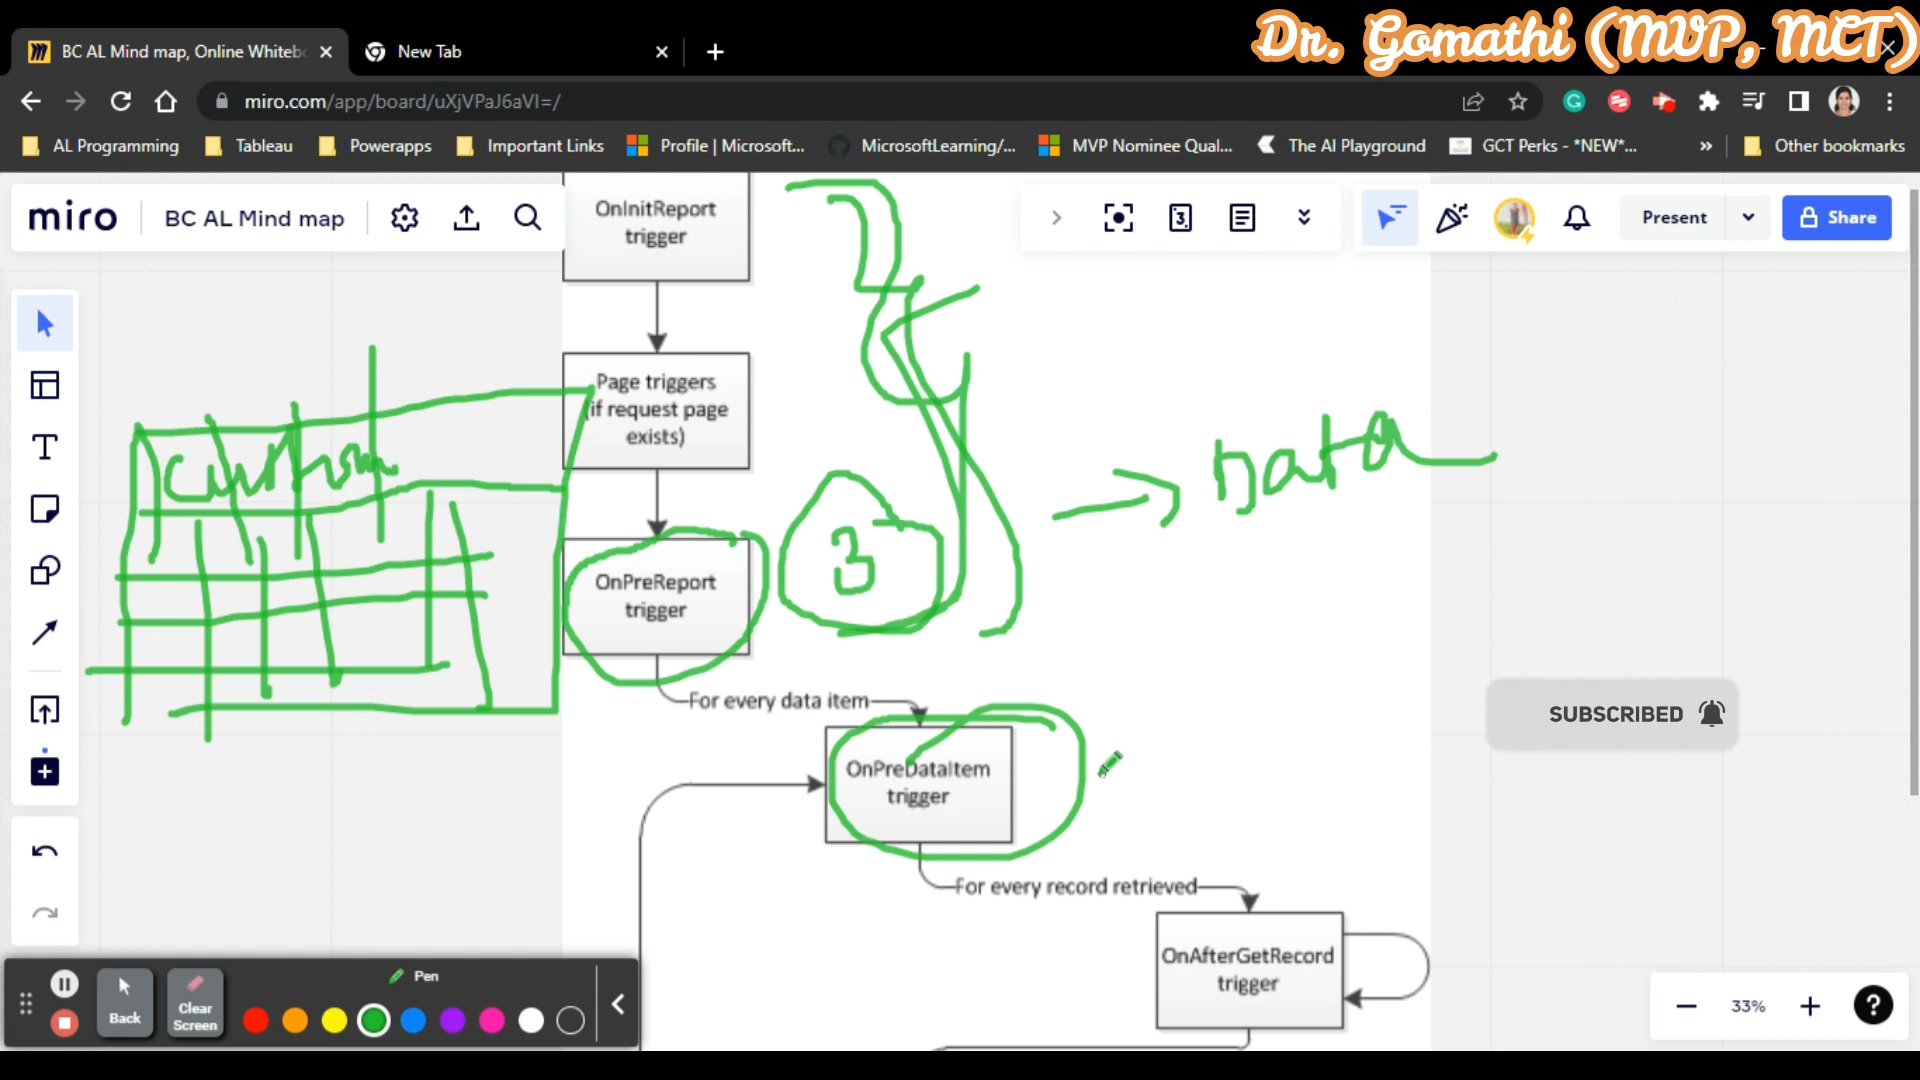 Dr. Gomathi (MVP, MCT)
BC AL Mind map, Online Whitebo
New Tab
miro.com/app/board/uXjVPaJ6aVI=/
AL Programming
Tableau
Powerapps
Important Links
Profile | Microsoft...
MicrosoftLearning/...
MVP Nominee Qual...
The AI Playground
GCT Perks - *NEW*...
»
Other bookmarks
miro
BC AL Mind map
3
Present
Share
OnInitReport
trigger
Page triggers
(if request page
exists)
Data
3
OnPreReport
trigger
For every data item
SUBSCRIBED
OnPreDataItem
trigger
For every record retrieved
OnAfterGetRecord
trigger
Pen
Back
Clear
Screen
33%